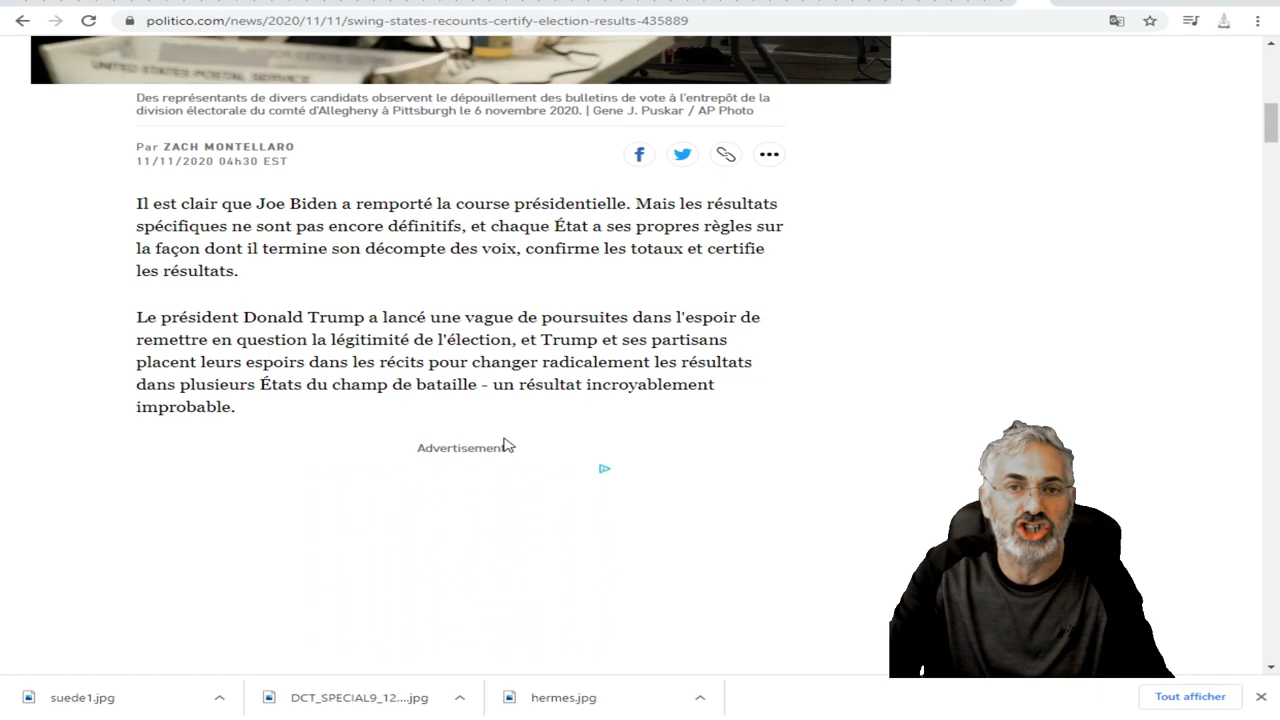 politico.com/news/2020/11/11/swing-states-recounts-certify-election-results-435889
UNITED STATES POSTAL SERVICE
Des représentants de divers candidats observent le dépouillement des bulletins de vote à l'entrepôt de la
division électorale du comté d'Allegheny à Pittsburgh le 6 novembre 2020. | Gene J. Puskar / AP Photo
Par ZACH MONTELLARO
11/11/2020 04h30 EST
Il est clair que Joe Biden a remporté la course présidentielle. Mais les résultats
spécifiques ne sont pas encore définitifs, et chaque État a ses propres règles sur
la façon dont il termine son décompte des voix, confirme les totaux et certifie
les résultats.
Le président Donald Trump a lancé une vague de poursuites dans l'espoir de
remettre en question la légitimité de l'élection, et Trump et ses partisans
placent leurs espoirs dans les récits pour changer radicalement les résultats
dans plusieurs États du champ de bataille - un résultat incroyablement
improbable.
Advertisement
suede1.jpg
DCT_SPECIAL9_12....jpg
hermes.jpg
Tout afficher